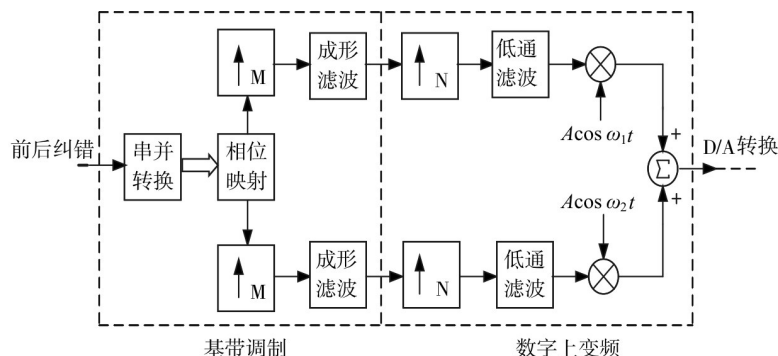 前后纠错
串并
转换
相位
映射
M
成形
滤波
N
低通
滤波
Acos ω₁t
+
Σ
+
D/A 转换
Acos ω₂t
M
成形
滤波
N
低通
滤波
基带调制
数字上变频